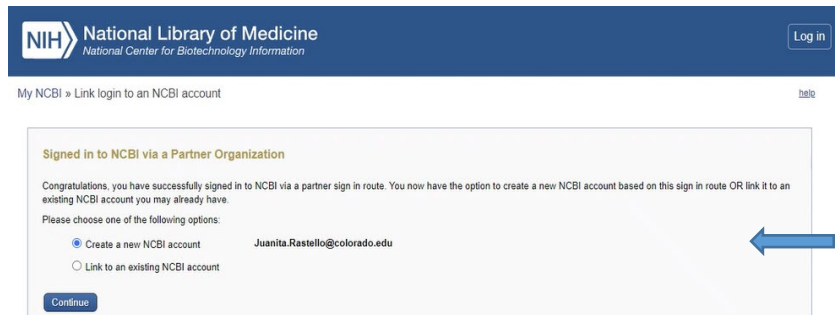 NIH National Library of Medicine
National Center for Biotechnology Information
Log in
My NCBI » Link login to an NCBI account
help
Signed in to NCBI via a Partner Organization
Congratulations, you have successfully signed in to NCBI via a partner sign in route. You now have the option to create a new NCBI account based on this sign in route OR link it to an
existing NCBI account you may already have.
Please choose one of the following options:
Create a new NCBI account Juanita.Rastello@colorado.edu
Link to an existing NCBI account
Continue